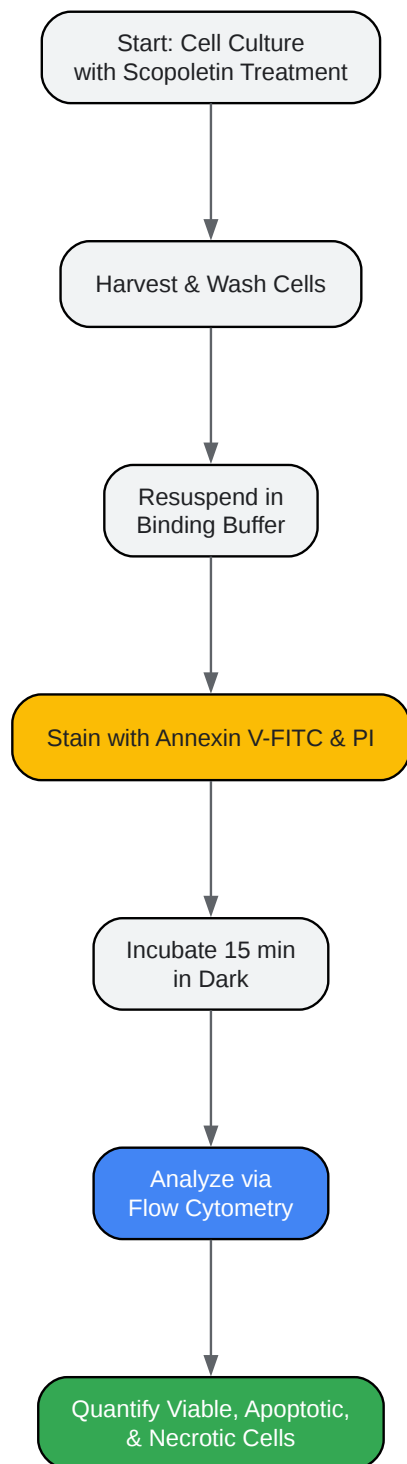 Start: Cell Culture
with Scopoletin Treatment
Harvest & Wash Cells
Resuspend in
Binding Buffer
Stain with Annexin V-FITC & PI
Incubate 15 min
in Dark
Analyze via
Flow Cytometry
Quantify Viable, Apoptotic,
& Necrotic Cells